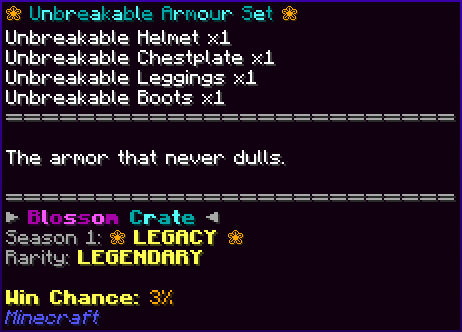 ❀ Unbreakable Armour Set ❀
Unbreakable Helmet x1
Unbreakable Chestplate x1
Unbreakable Leggings x1
Unbreakable Boots x1
============================
The armor that never dulls.
============================
► Blossom Crate ◄
Season 1: ❀ LEGACY ❀
Rarity: LEGENDARY
Win Chance: 3%
Minecraft